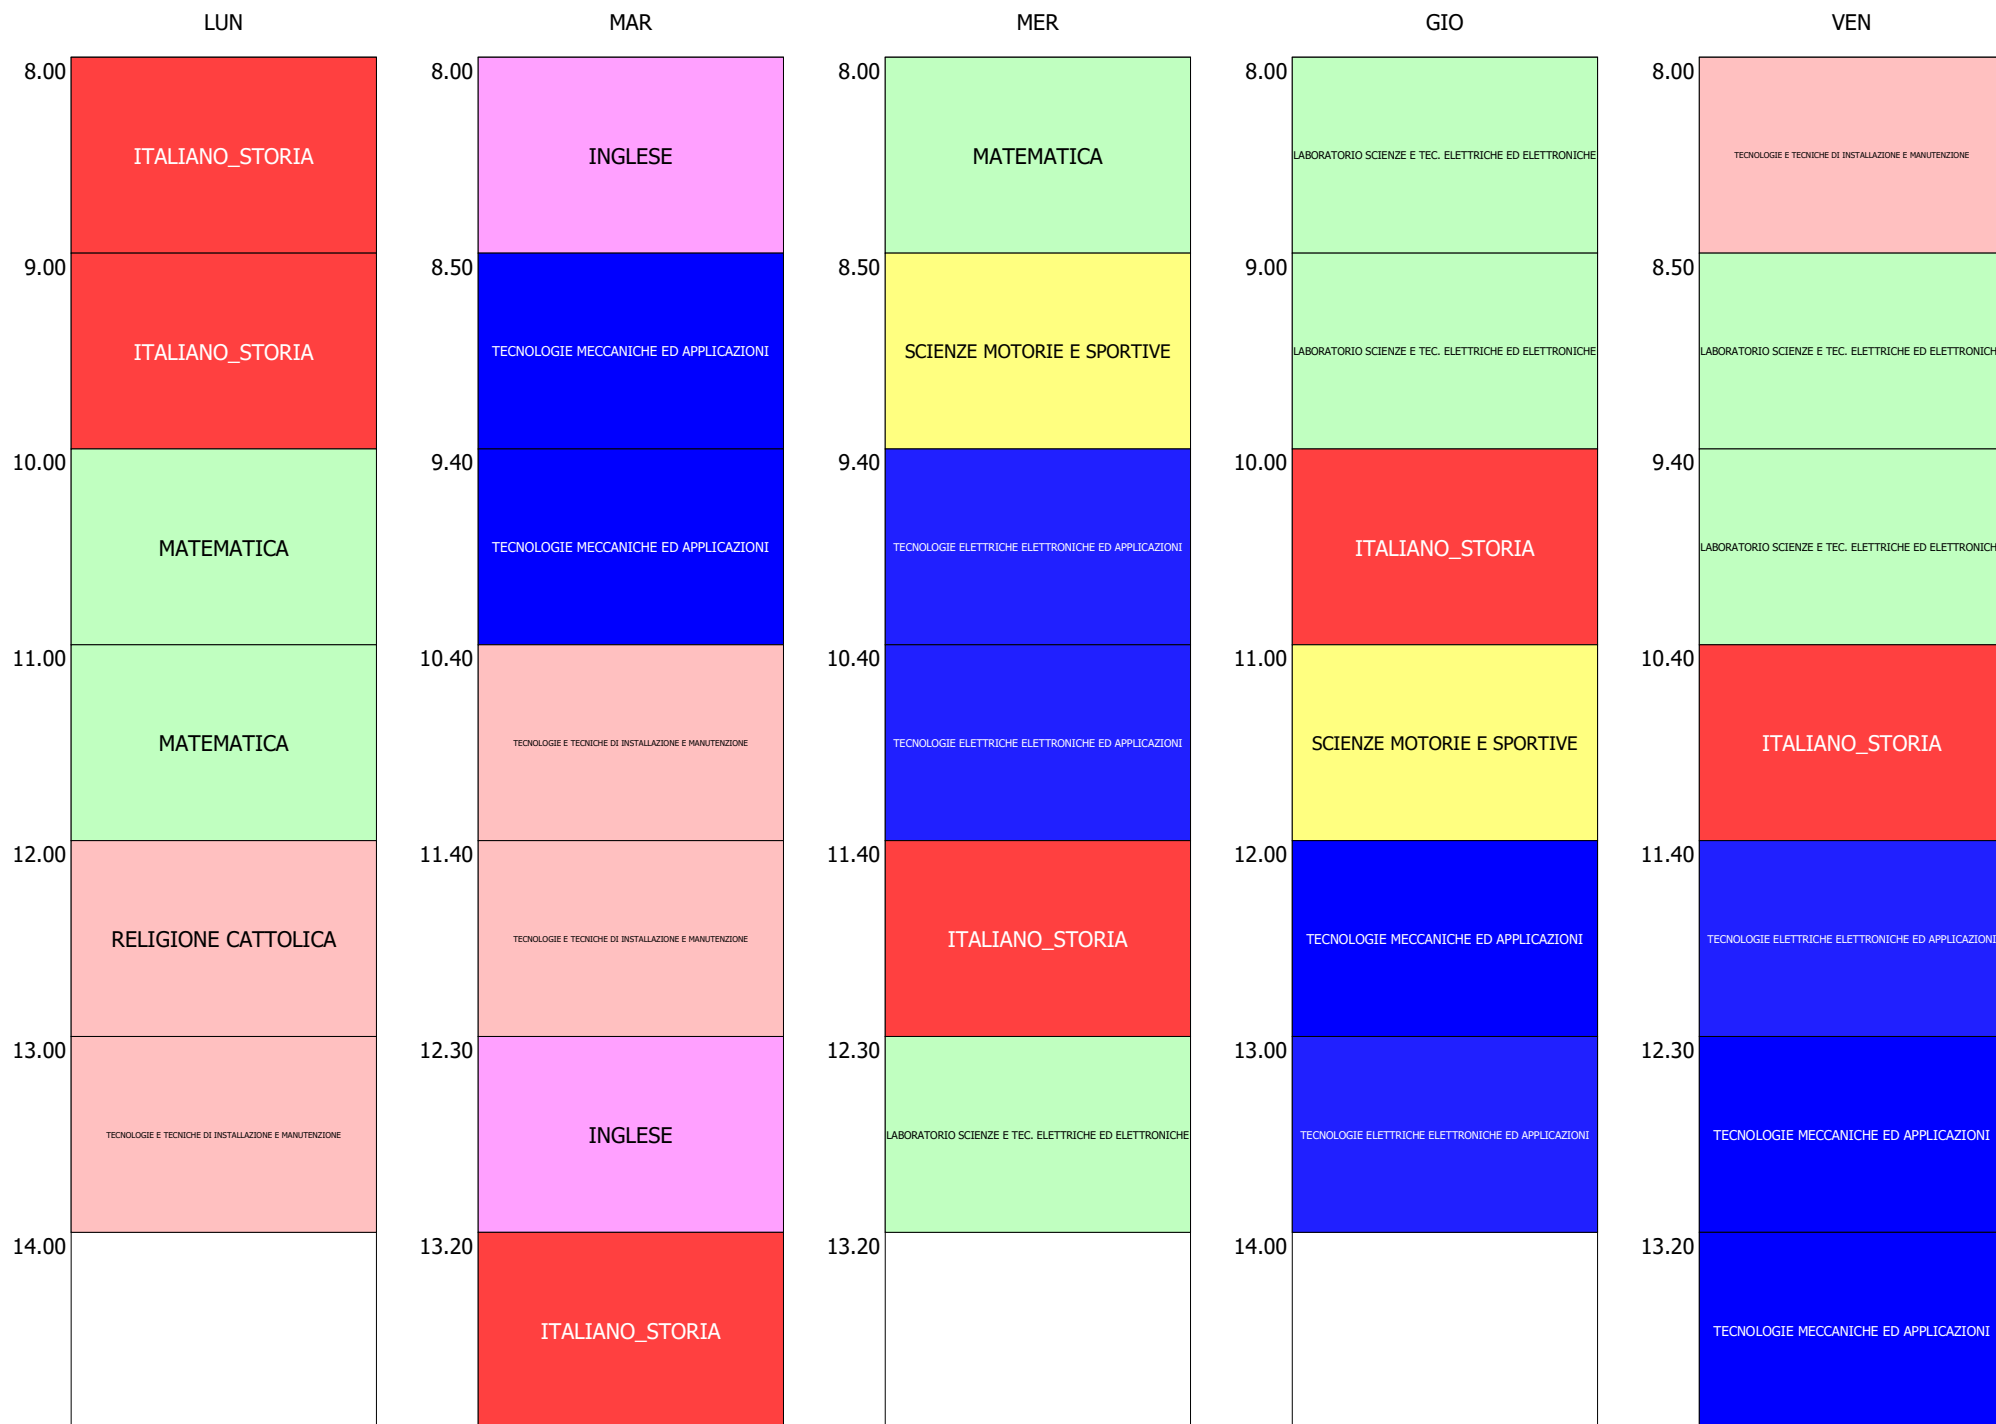 LUN MAR MER GIO VEN
8.00 8.00 8.00 8.00 8.00
ITALIANO_STORIA INGLESE MATEMATICA LABORATORIO SCIENZE E TEC. ELETTRICHE ED ELETTRONICHE TECNOLOGIE E TECNICHE DI INSTALLAZIONE E MANUTENZIONE
9.00 8.50 8.50 9.00 8.50
ITALIANO_STORIA TECNOLOGIE MECCANICHE ED APPLICAZIONI SCIENZE MOTORIE E SPORTIVE LABORATORIO SCIENZE E TEC. ELETTRICHE ED ELETTRONICHE LABORATORIO SCIENZE E TEC. ELETTRICHE ED ELETTRONICH
10.00 9.40 9.40 10.00 9.40
MATEMATICA TECNOLOGIE MECCANICHE ED APPLICAZIONI TECNOLOGIE ELETTRICHE ELETTRONICHE ED APPLICAZIONI ITALIANO_STORIA LABORATORIO SCIENZE E TEC. ELETTRICHE ED ELETTRONICH
11.00 10.40 10.40 11.00 10.40
MATEMATICA TECNOLOGIE E TECNICHE DI INSTALLAZIONE E MANUTENZIONE TECNOLOGIE ELETTRICHE ELETTRONICHE ED APPLICAZIONI SCIENZE MOTORIE E SPORTIVE ITALIANO_STORIA
12.00 11.40 11.40 12.00 11.40
RELIGIONE CATTOLICA TECNOLOGIE E TECNICHE DI INSTALLAZIONE E MANUTENZIONE ITALIANO_STORIA TECNOLOGIE MECCANICHE ED APPLICAZIONI TECNOLOGIE ELETTRICHE ELETTRONICHE ED APPLICAZIONI
13.00 12.30 12.30 13.00 12.30
TECNOLOGIE E TECNICHE DI INSTALLAZIONE E MANUTENZIONE INGLESE LABORATORIO SCIENZE E TEC. ELETTRICHE ED ELETTRONICHE TECNOLOGIE ELETTRICHE ELETTRONICHE ED APPLICAZIONI TECNOLOGIE MECCANICHE ED APPLICAZIONI
14.00 13.20 13.20 14.00 13.20
ITALIANO_STORIA TECNOLOGIE MECCANICHE ED APPLICAZIONI